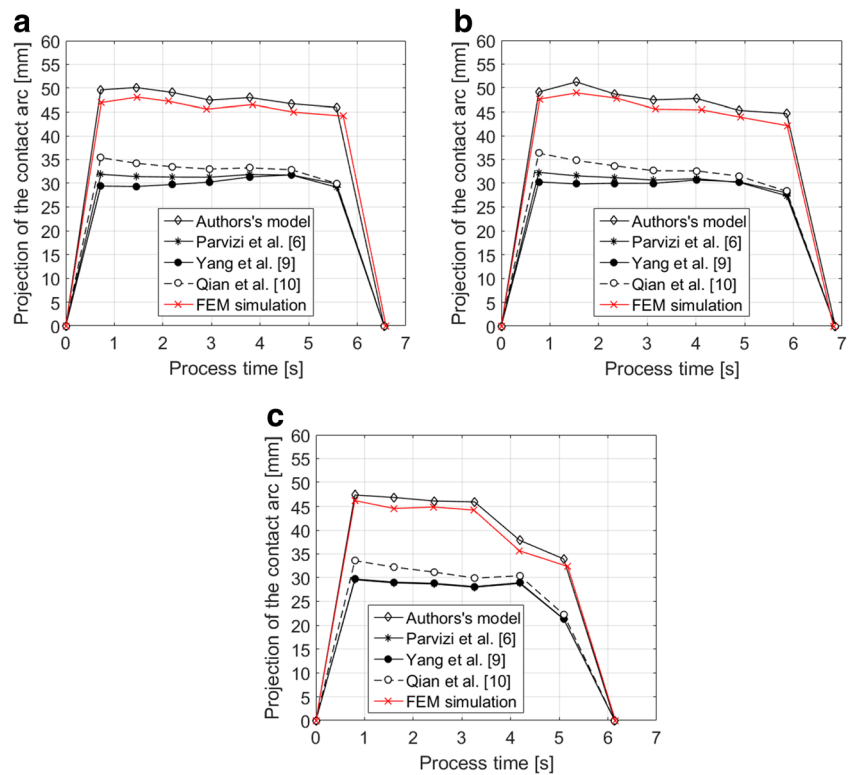 a
Projection of the contact arc [mm]
60
55
50
45
40
35
30
25
20
15
10
5
0
Authors's model
Parvizi et al. [6]
Yang et al. [9]
Qian et al. [10]
FEM simulation
0 1 2 3 4 5 6 7
Process time [s]
b
Projection of the contact arc [mm]
60
55
50
45
40
35
30
25
20
15
10
5
0
Authors's model
Parvizi et al. [6]
Yang et al. [9]
Qian et al. [10]
FEM simulation
0 1 2 3 4 5 6 7
Process time [s]
c
Projection of the contact arc [mm]
60
55
50
45
40
35
30
25
20
15
10
5
0
Authors's model
Parvizi et al. [6]
Yang et al. [9]
Qian et al. [10]
FEM simulation
0 1 2 3 4 5 6 7
Process time [s]